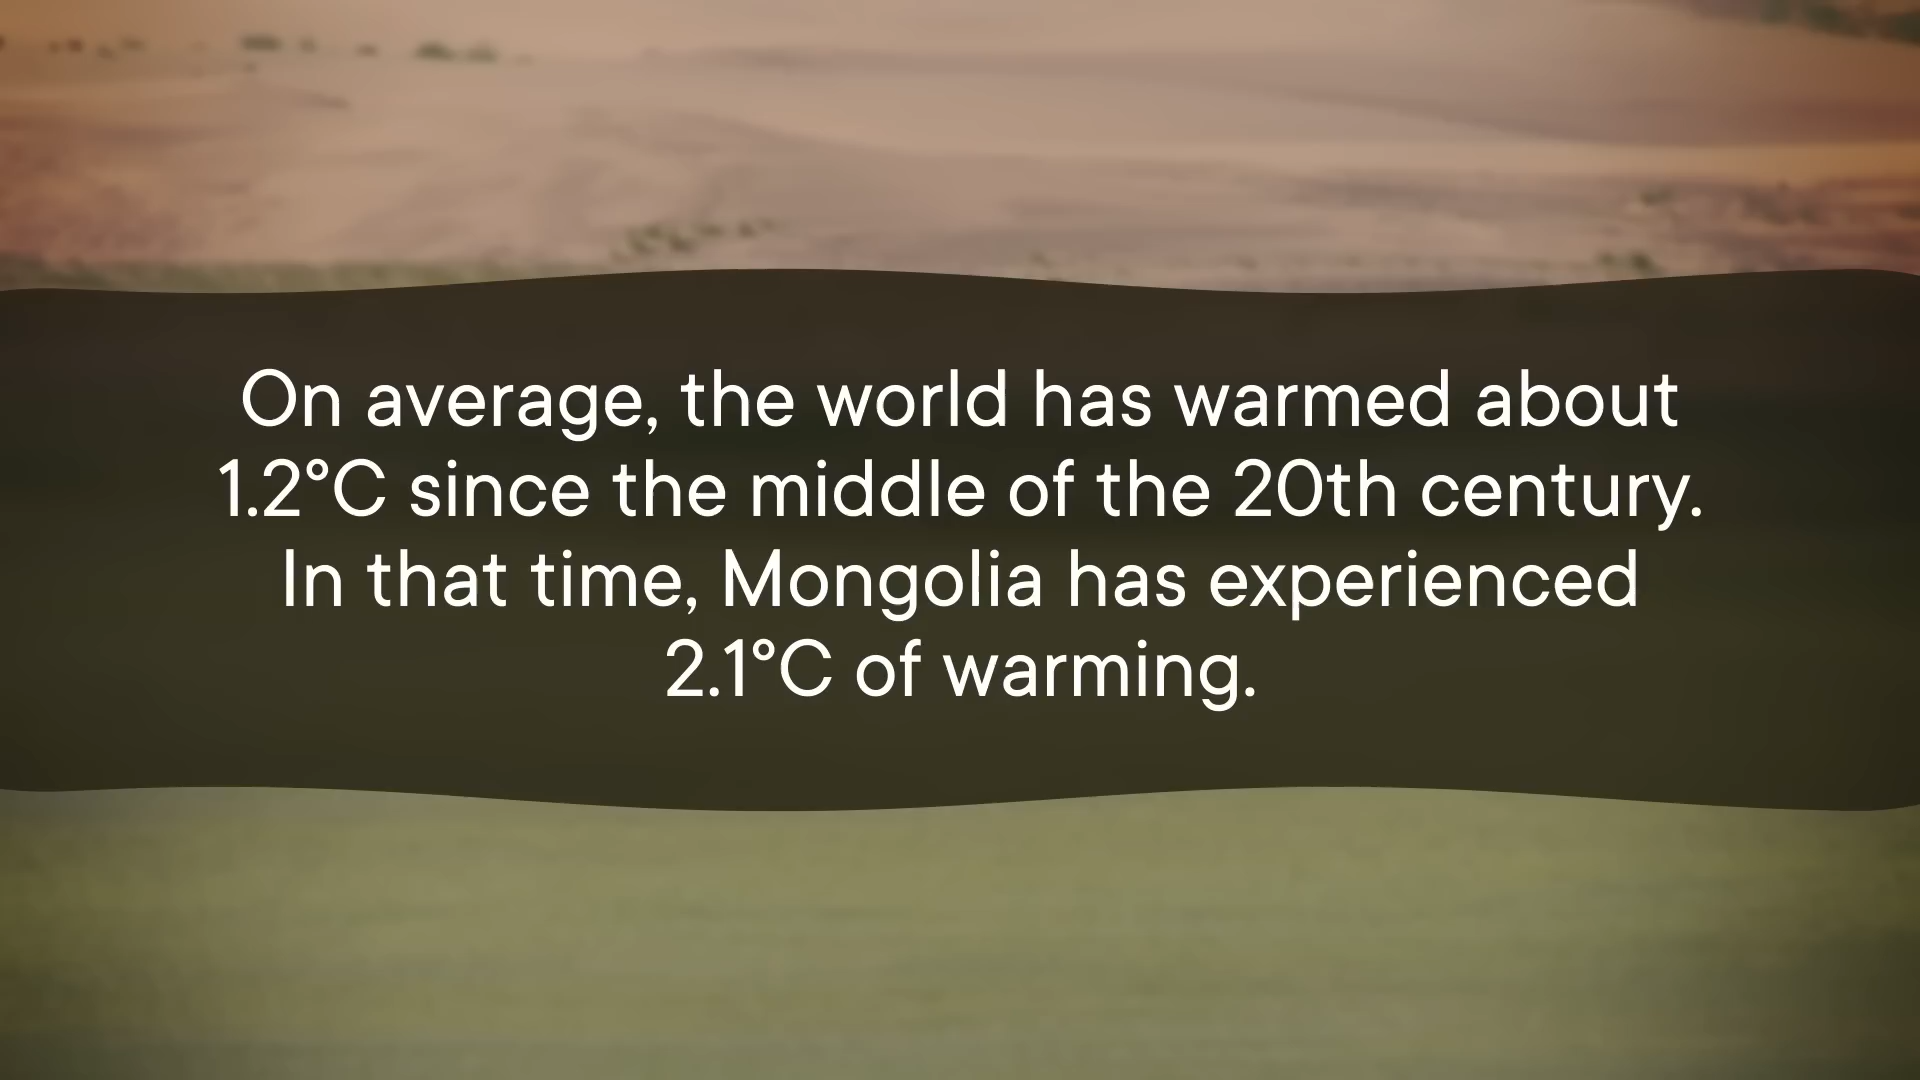 On average, the world has warmed about
1.2°C since the middle of the 20th century.
In that time, Mongolia has experienced
2.1°C of warming.